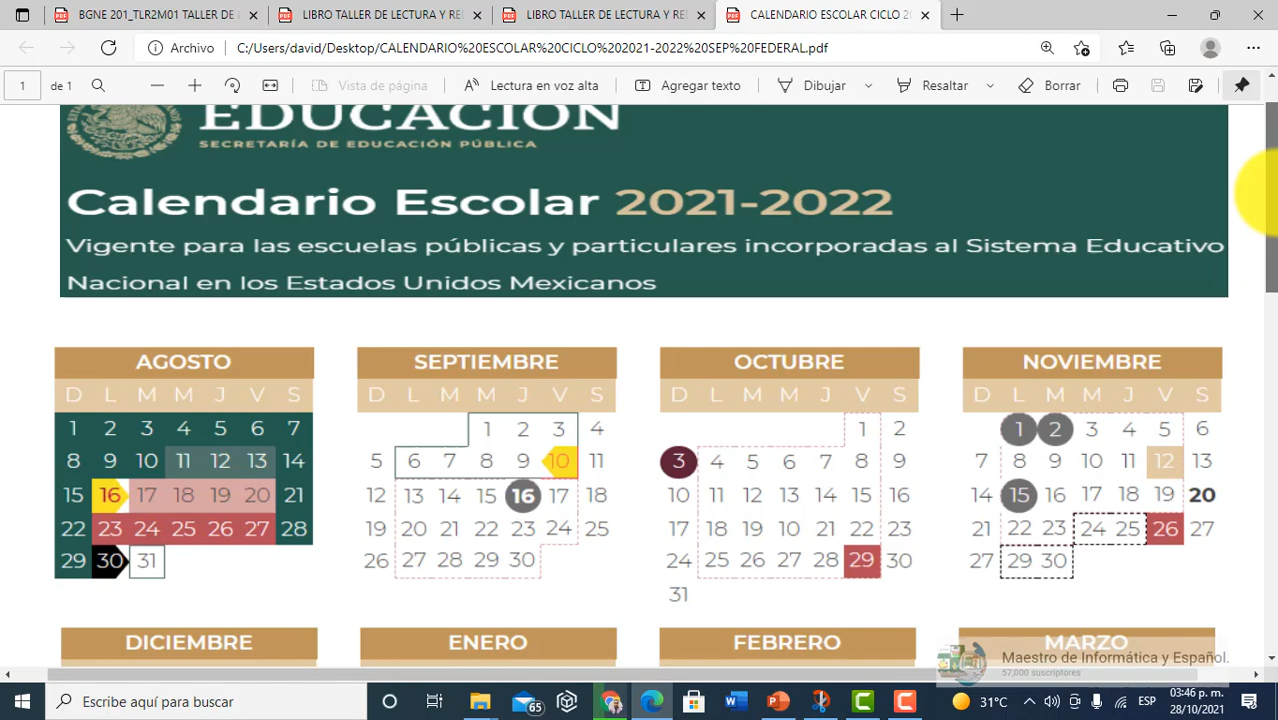 BGNE 201_TLR2M01 TALLER DE
LIBRO TALLER DE LECTURA Y RE
LIBRO TALLER DE LECTURA Y RE
CALENDARIO ESCOLAR CICLO 20
Archivo
C:/Users/david/Desktop/CALENDARIO%20ESCOLAR%20CICLO%202021-2022%20SEP%20FEDERAL.pdf
1 de 1
Vista de página
Lectura en voz alta
Agregar texto
Dibujar
Resaltar
Borrar
EDUCACIÓN
SECRETARÍA DE EDUCACIÓN PÚBLICA
Calendario Escolar 2021-2022
Vigente para las escuelas públicas y particulares incorporadas al Sistema Educativo
Nacional en los Estados Unidos Mexicanos
AGOSTO
D L M M J V S
1 2 3 4 5 6 7
8 9 10 11 12 13 14
15 16 17 18 19 20 21
22 23 24 25 26 27 28
29 30 31
SEPTIEMBRE
D L M M J V S
1 2 3 4
5 6 7 8 9 10 11
12 13 14 15 16 17 18
19 20 21 22 23 24 25
26 27 28 29 30
OCTUBRE
D L M M J V S
1 2
3 4 5 6 7 8 9
10 11 12 13 14 15 16
17 18 19 10 21 22 23
24 25 26 27 28 29 30
31
NOVIEMBRE
D L M M J V S
1 2 3 4 5 6
7 8 9 10 11 12 13
14 15 16 17 18 19 20
21 22 23 24 25 26 27
27 29 30
DICIEMBRE
ENERO
FEBRERO
MARZO
Maestro de Informática y Español.
57,000 suscriptores
Escribe aquí para buscar
65
31°C
ESP
03:46 p. m.
28/10/2021